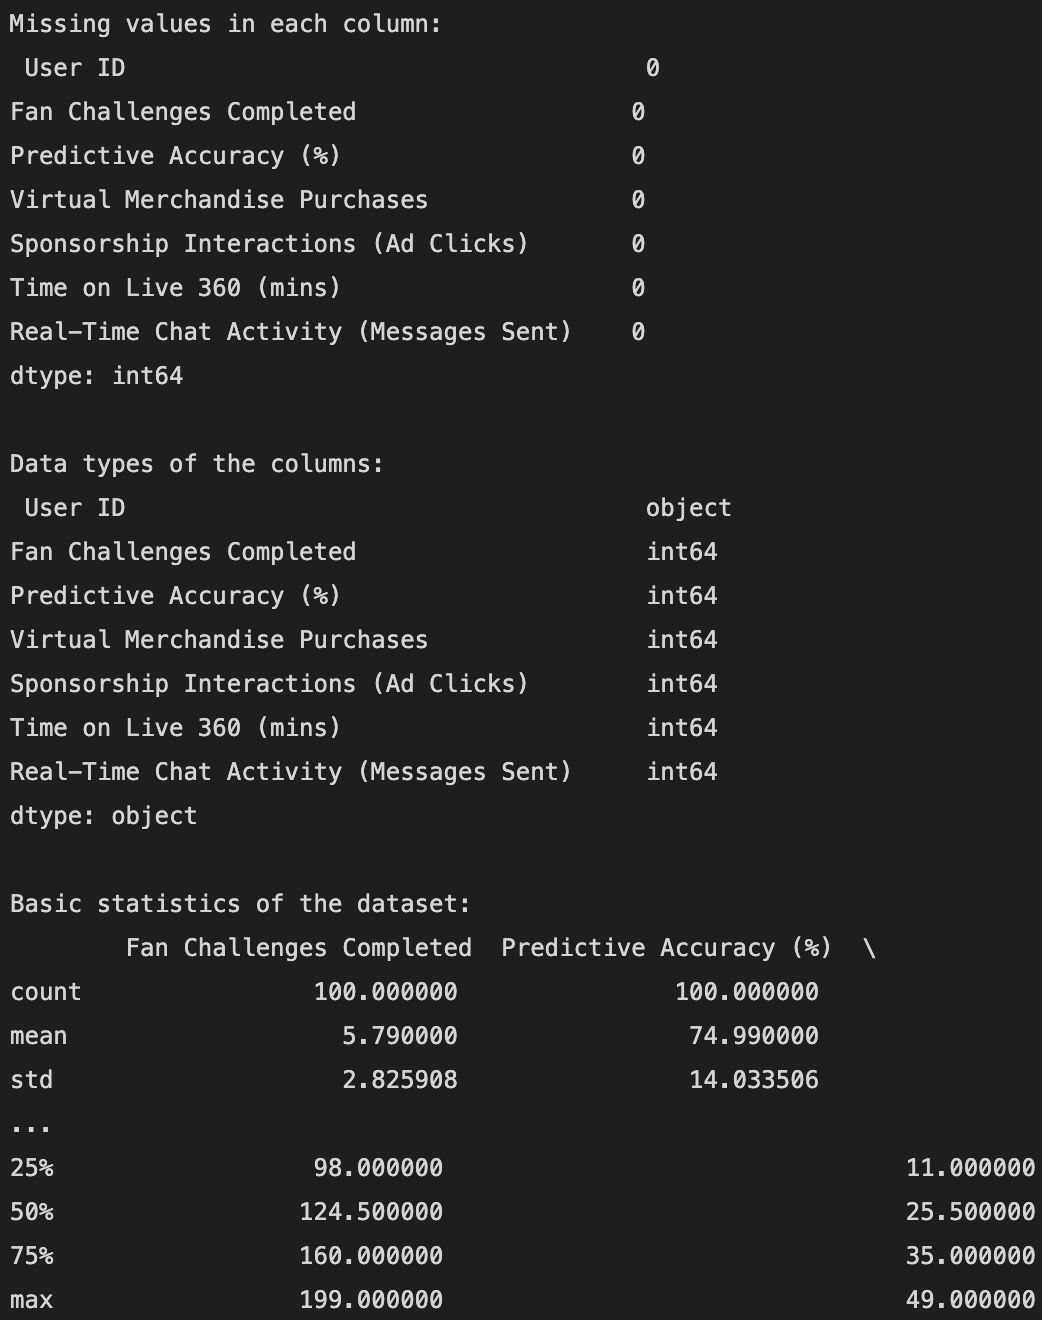 Missing values in each column:
 User ID                                    0
Fan Challenges Completed                   0
Predictive Accuracy (%)                    0
Virtual Merchandise Purchases              0
Sponsorship Interactions (Ad Clicks)       0
Time on Live 360 (mins)                    0
Real-Time Chat Activity (Messages Sent)    0
dtype: int64

Data types of the columns:
 User ID                                    object
Fan Challenges Completed                    int64
Predictive Accuracy (%)                     int64
Virtual Merchandise Purchases               int64
Sponsorship Interactions (Ad Clicks)        int64
Time on Live 360 (mins)                     int64
Real-Time Chat Activity (Messages Sent)     int64
dtype: object

Basic statistics of the dataset:
        Fan Challenges Completed  Predictive Accuracy (%)  \
count                100.000000               100.000000
mean                   5.790000                74.990000
std                    2.825908                14.033506
...
25%                  98.000000                                11.000000
50%                 124.500000                                25.500000
75%                 160.000000                                35.000000
max                 199.000000                                49.000000